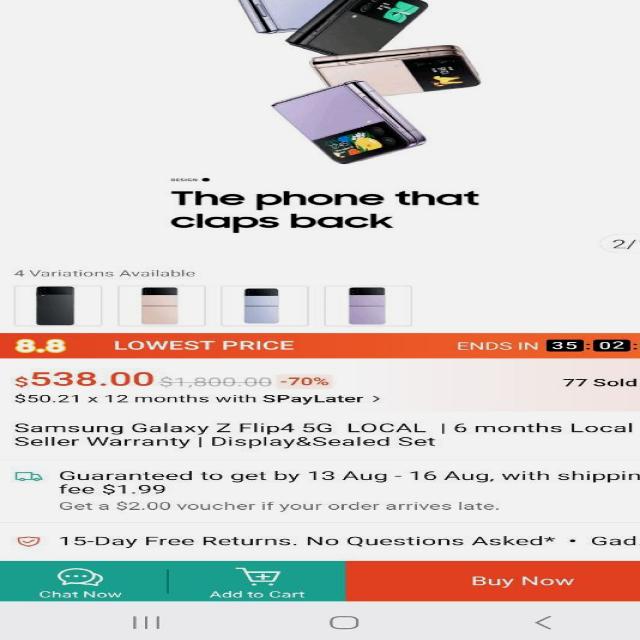 DESIGN
The phone that
claps back
2/
4 Variations Available
8.8 LOWEST PRICE ENDS IN 35 : 02 :
$538.00 $1,800.00 -70% 77 Sold
$50.21 x 12 months with SPayLater >
Samsung Galaxy Z Flip4 5G LOCAL | 6 months Local
Seller Warranty | Display&Sealed Set
Guaranteed to get by 13 Aug - 16 Aug, with shippin
fee $1.99
Get a $2.00 voucher if your order arrives late.
15-Day Free Returns. No Questions Asked* • Gad
Chat Now
Add to Cart
Buy Now